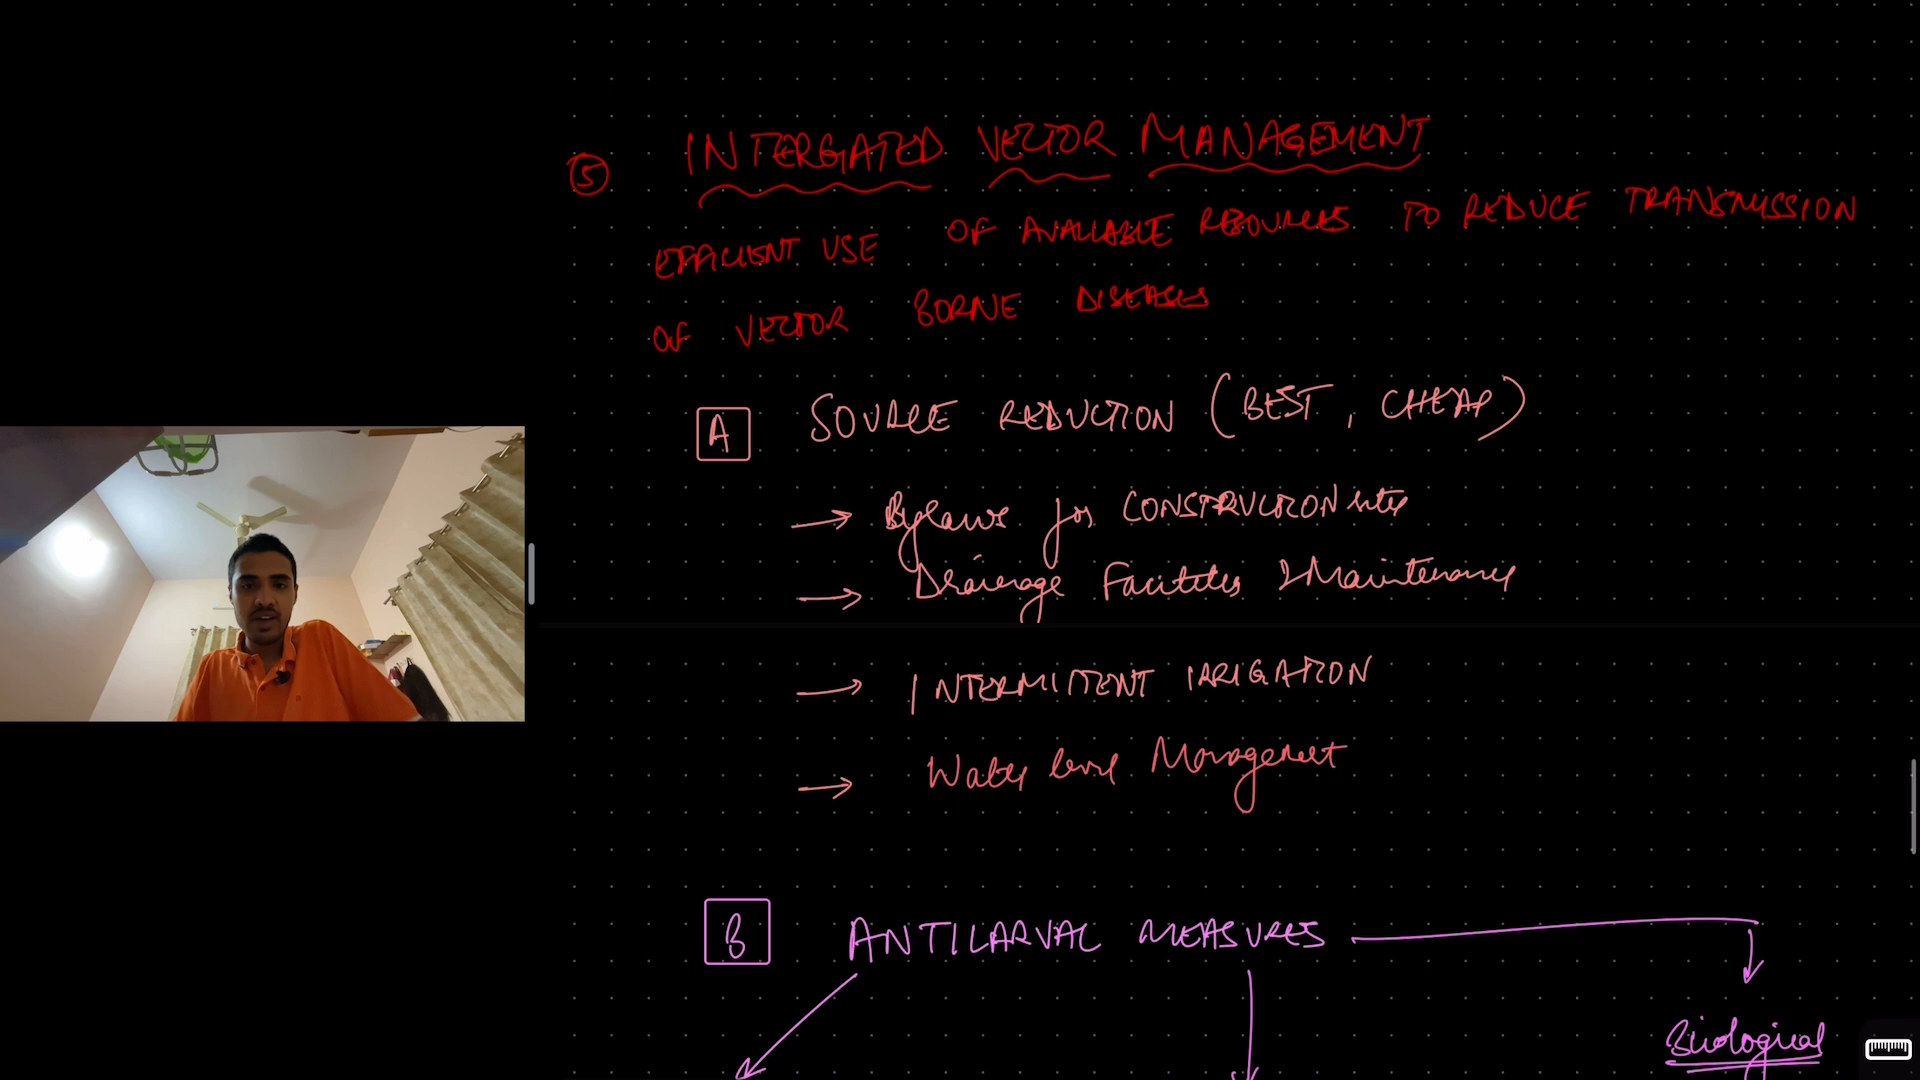 5 INTERGATED VECTOR MANAGEMENT
EFFICIENT USE OF AVAILABLE RESOURCES TO REDUCE TRANSMISSION
OF VECTOR BORNE DISEASES
A SOURCE REDUCTION (BEST, CHEAP)
→ Bylaws for CONSTRUCTION sites
→ Drainage Facilities & Maintenance
→ INTERMITTENT IRRIGATION
→ Water level Management
B ANTILARVAL MEASURES
Biological